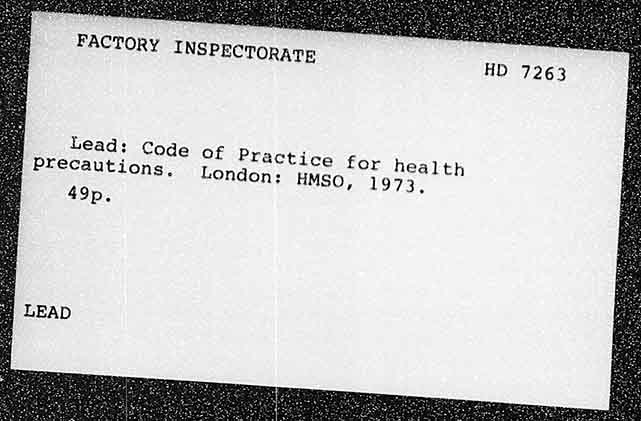 FACTORY INSPECTORATE
HD 7263
Lead: Code of Practice for health
precautions. London: HMSO, 1973.
49p.
LEAD